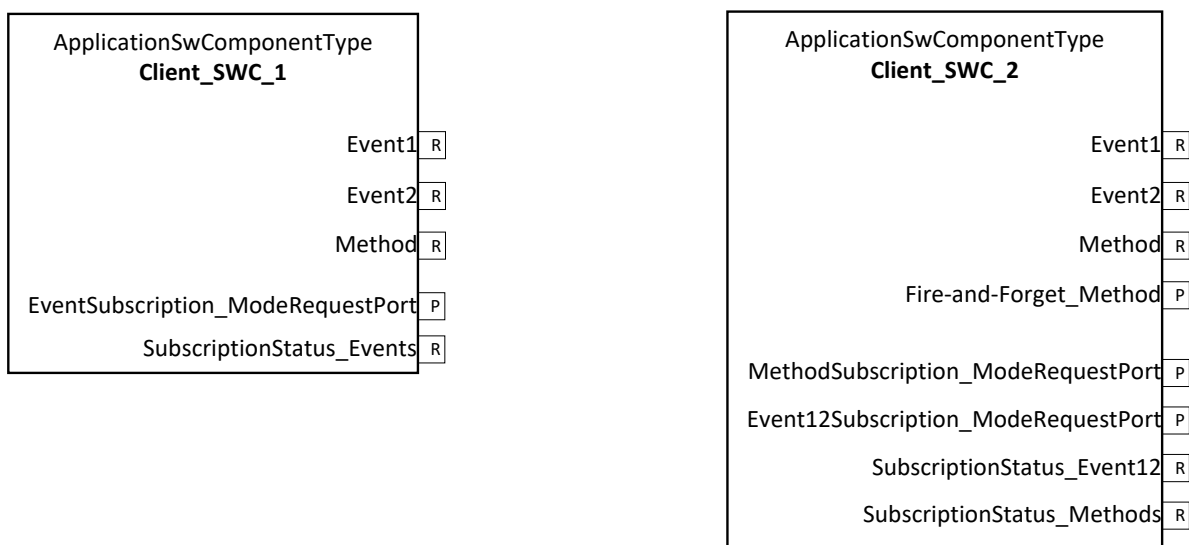 ApplicationSwComponentType
Client_SWC_1
Event1 R
Event2 R
Method R
EventSubscription_ModeRequestPort P
SubscriptionStatus_Events R
ApplicationSwComponentType
Client_SWC_2
Event1 R
Event2 R
Method R
Fire-and-Forget_Method P
MethodSubscription_ModeRequestPort P
Event12Subscription_ModeRequestPort P
SubscriptionStatus_Event12 R
SubscriptionStatus_Methods R